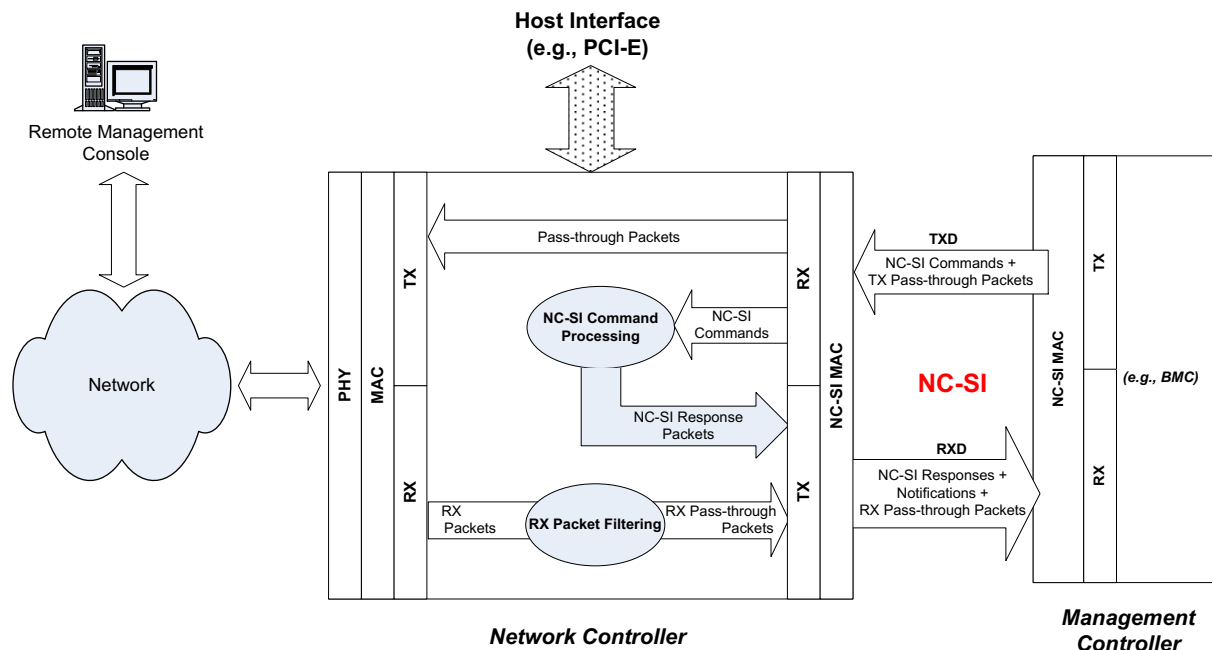 Host Interface
(e.g., PCI-E)
Remote Management
Console
Network
PHY
MAC
TX
RX
Pass-through Packets
NC-SI Command
Processing
NC-SI
Commands
NC-SI Response
Packets
RX
Packets
RX Packet Filtering
RX Pass-through
Packets
RX
TX
NC-SI MAC
TXD
NC-SI Commands +
TX Pass-through Packets
NC-SI
RXD
NC-SI Responses +
Notifications +
RX Pass-through Packets
NC-SI MAC
TX
RX
(e.g., BMC)
Network Controller
Management
Controller